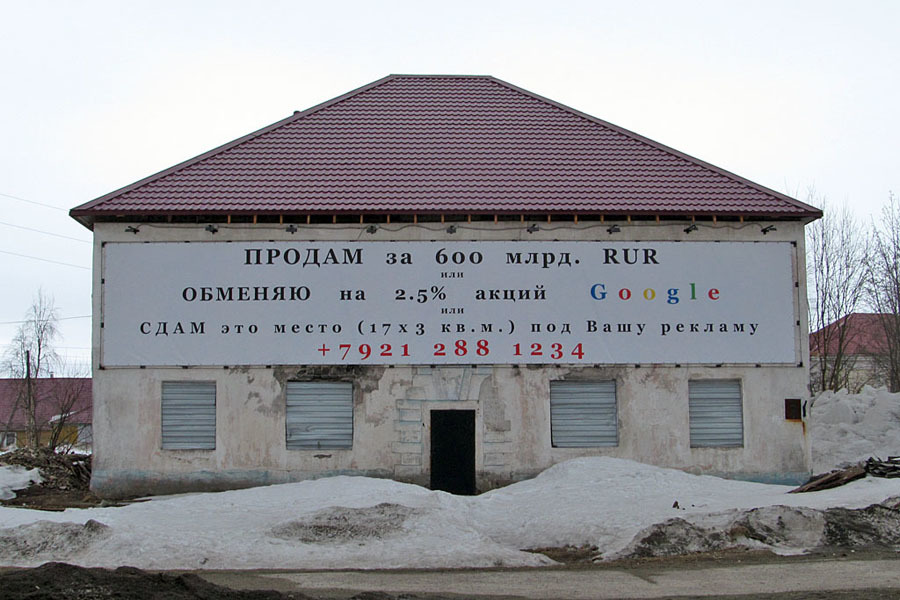 ПРОДАМ за 600 млрд. RUR
или
ОБМЕНЯЮ на 2.5% акций Google
или
СДАМ это место (17х3 кв.м.) под Вашу рекламу
+7921 288 1234